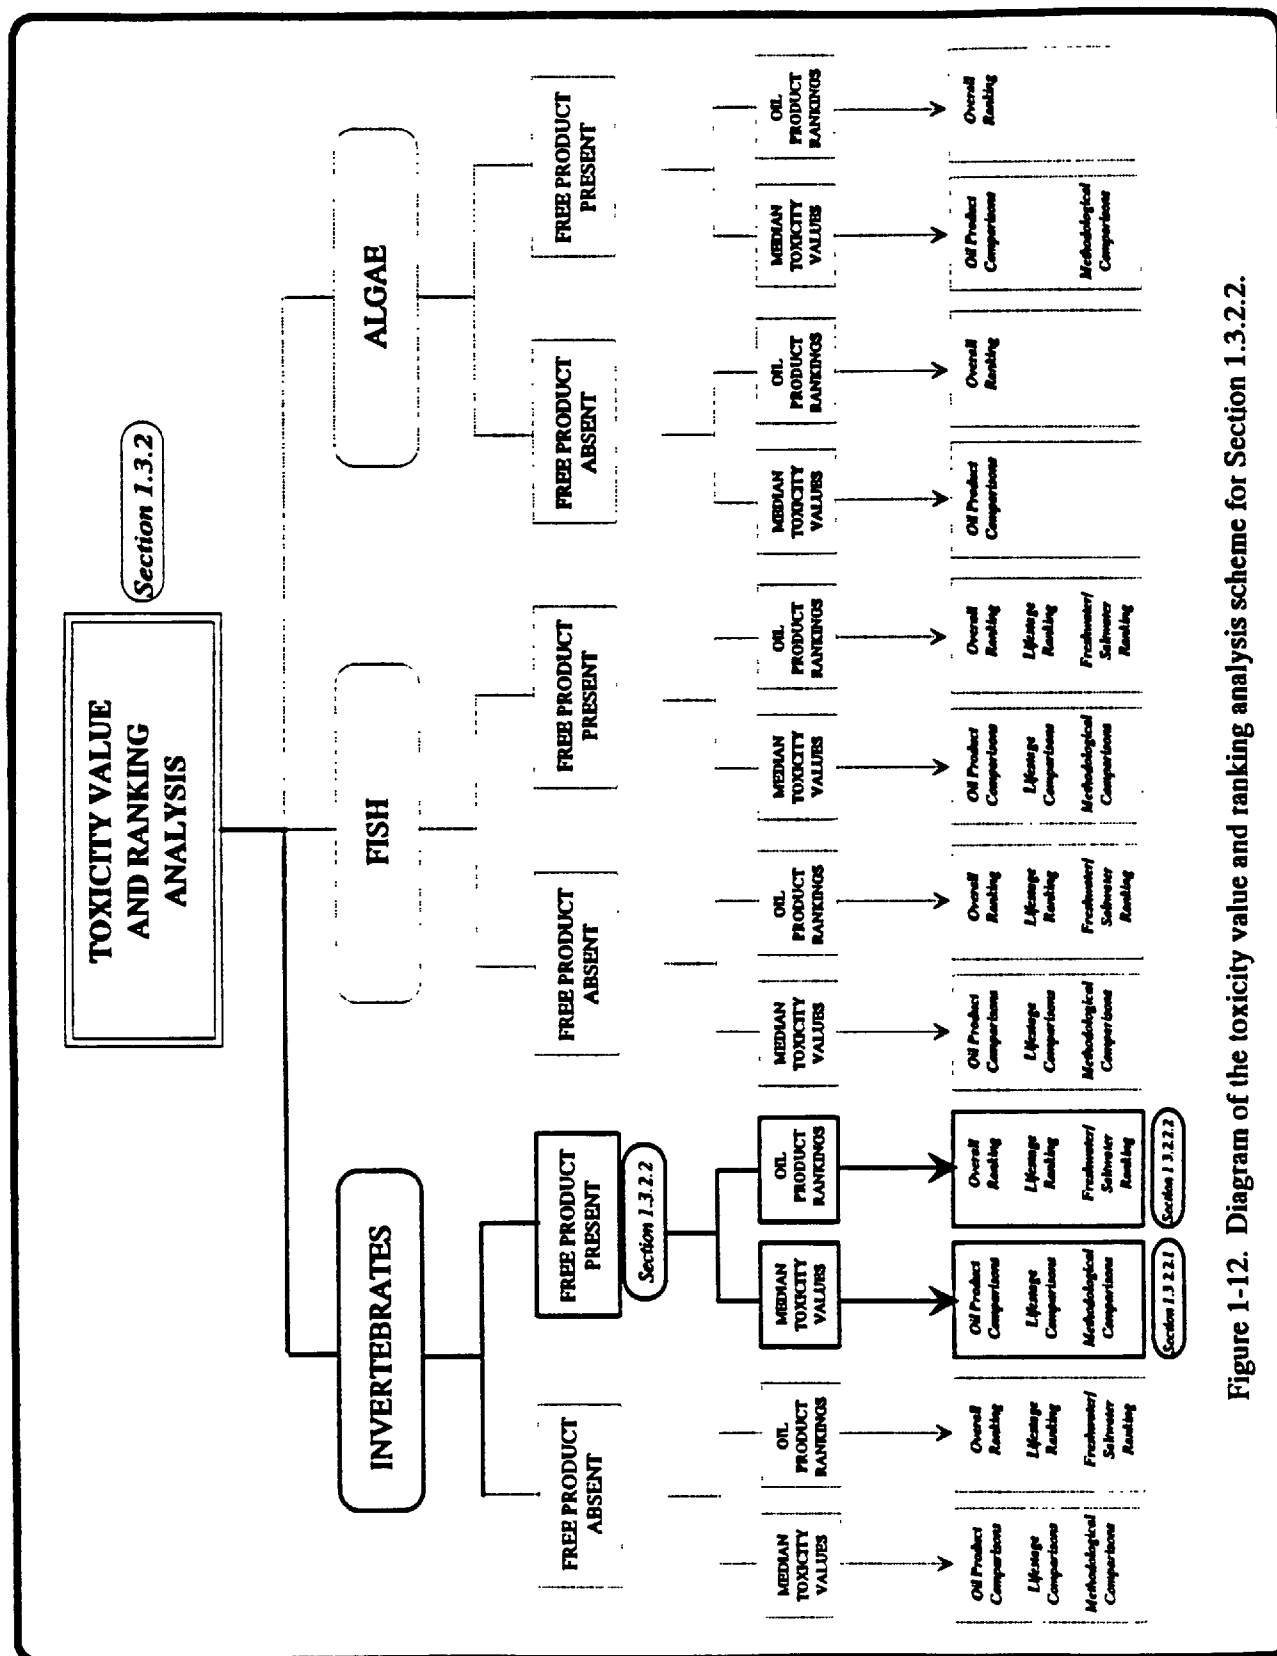 TOXICITY VALUE
AND RANKING
ANALYSIS
Section 1.3.2
INVERTEBRATES
FISH
ALGAE
FREE PRODUCT
ABSENT
FREE PRODUCT
PRESENT
Section 1.3.2.2
FREE PRODUCT
ABSENT
FREE PRODUCT
PRESENT
FREE PRODUCT
ABSENT
FREE PRODUCT
PRESENT
MEDIAN
TOXICITY
VALUES
OIL
PRODUCT
RANKINGS
MEDIAN
TOXICITY
VALUES
OIL
PRODUCT
RANKINGS
MEDIAN
TOXICITY
VALUES
OIL
PRODUCT
RANKINGS
MEDIAN
TOXICITY
VALUES
OIL
PRODUCT
RANKINGS
MEDIAN
TOXICITY
VALUES
OIL
PRODUCT
RANKINGS
MEDIAN
TOXICITY
VALUES
OIL
PRODUCT
RANKINGS
Oil Product
Comparisons
Lifestage
Comparisons
Methodological
Comparisons
Overall
Ranking
Lifestage
Ranking
Freshwater/
Saltwater
Ranking
Oil Product
Comparisons
Lifestage
Comparisons
Methodological
Comparisons
Section 1.3 2.2.1
Overall
Ranking
Lifestage
Ranking
Freshwater/
Saltwater
Ranking
Section 1 3.2.2.2
Oil Product
Comparisons
Lifestage
Comparisons
Methodological
Comparisons
Overall
Ranking
Lifestage
Ranking
Freshwater/
Saltwater
Ranking
Oil Product
Comparisons
Lifestage
Comparisons
Methodological
Comparisons
Overall
Ranking
Lifestage
Ranking
Freshwater/
Saltwater
Ranking
Oil Product
Comparisons
Overall
Ranking
Oil Product
Comparisons
Methodological
Comparisons
Overall
Ranking
Figure 1-12. Diagram of the toxicity value and ranking analysis scheme for Section 1.3.2.2.